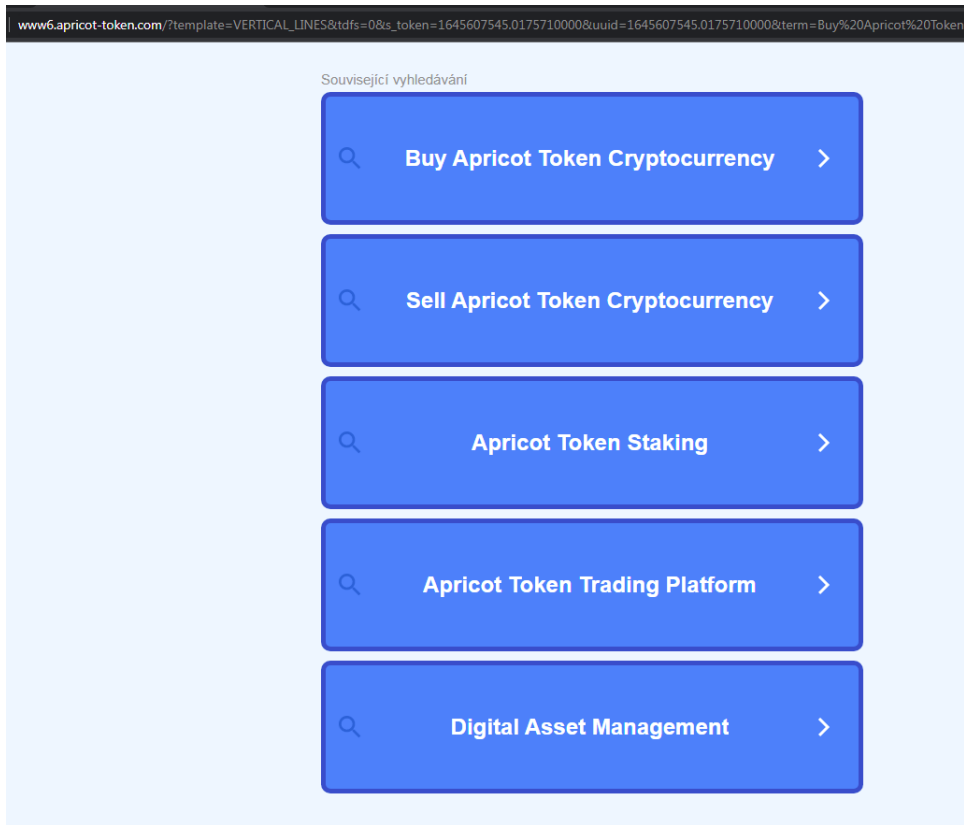 www6.apricot-token.com/?template=VERTICAL_LINES&tdfs=0&s_token=1645607545.0175710000&uuid=1645607545.0175710000&term=Buy%20Apricot%20Token
Související vyhledávání
Buy Apricot Token Cryptocurrency
Sell Apricot Token Cryptocurrency
Apricot Token Staking
Apricot Token Trading Platform
Digital Asset Management